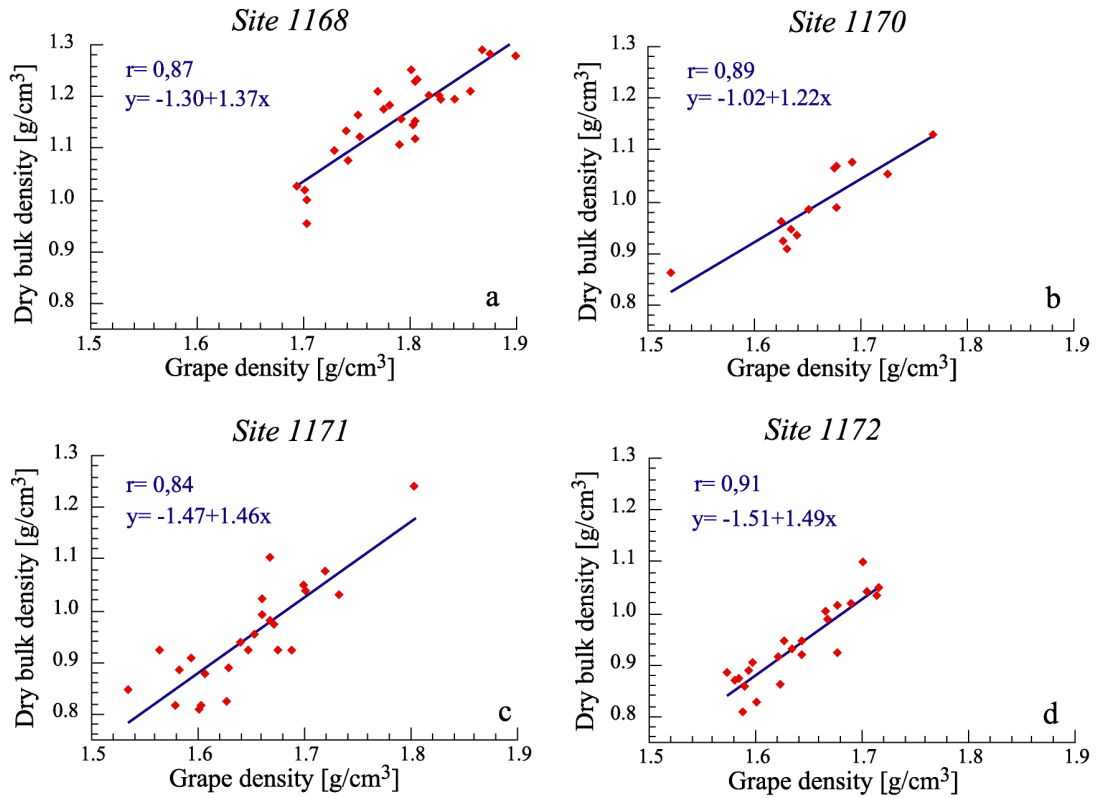 Site 1168
r= 0,87
y= -1.30+1.37x
Dry bulk density [g/cm3]
1.3
1.2
1.1
1.0
0.9
0.8
a
1.5 1.6 1.7 1.8 1.9
Grape density [g/cm3]
Site 1170
r= 0,89
y= -1.02+1.22x
Dry bulk density [g/cm3]
1.3
1.2
1.1
1.0
0.9
0.8
b
1.5 1.6 1.7 1.8 1.9
Grape density [g/cm3]
Site 1171
r= 0,84
y= -1.47+1.46x
Dry bulk density [g/cm3]
1.3
1.2
1.1
1.0
0.9
0.8
c
1.5 1.6 1.7 1.8 1.9
Grape density [g/cm3]
Site 1172
r= 0,91
y= -1.51+1.49x
Dry bulk density [g/cm3]
1.3
1.2
1.1
1.0
0.9
0.8
d
1.5 1.6 1.7 1.8 1.9
Grape density [g/cm3]